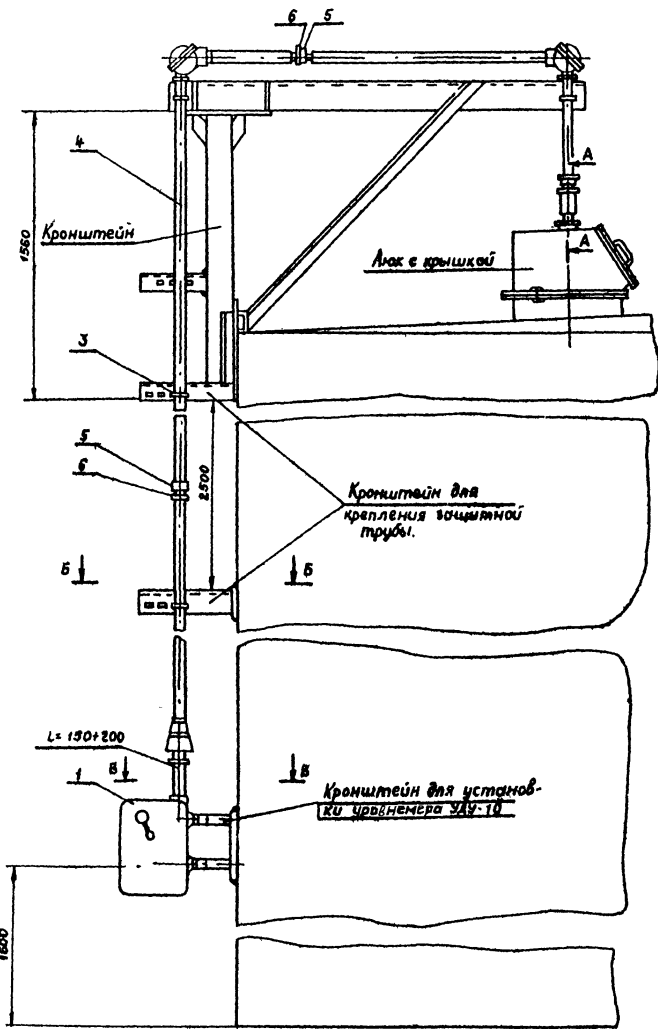 6 5
4
А
1560
Кронштейн
Люк с крышкой
А
3
5
6
2500
Кронштейн для
крепления защитной
трубы.
Б
Б
L= 150÷200
В
В
1
Кронштейн для установ-
ки уровнемера УДУ-10
1600